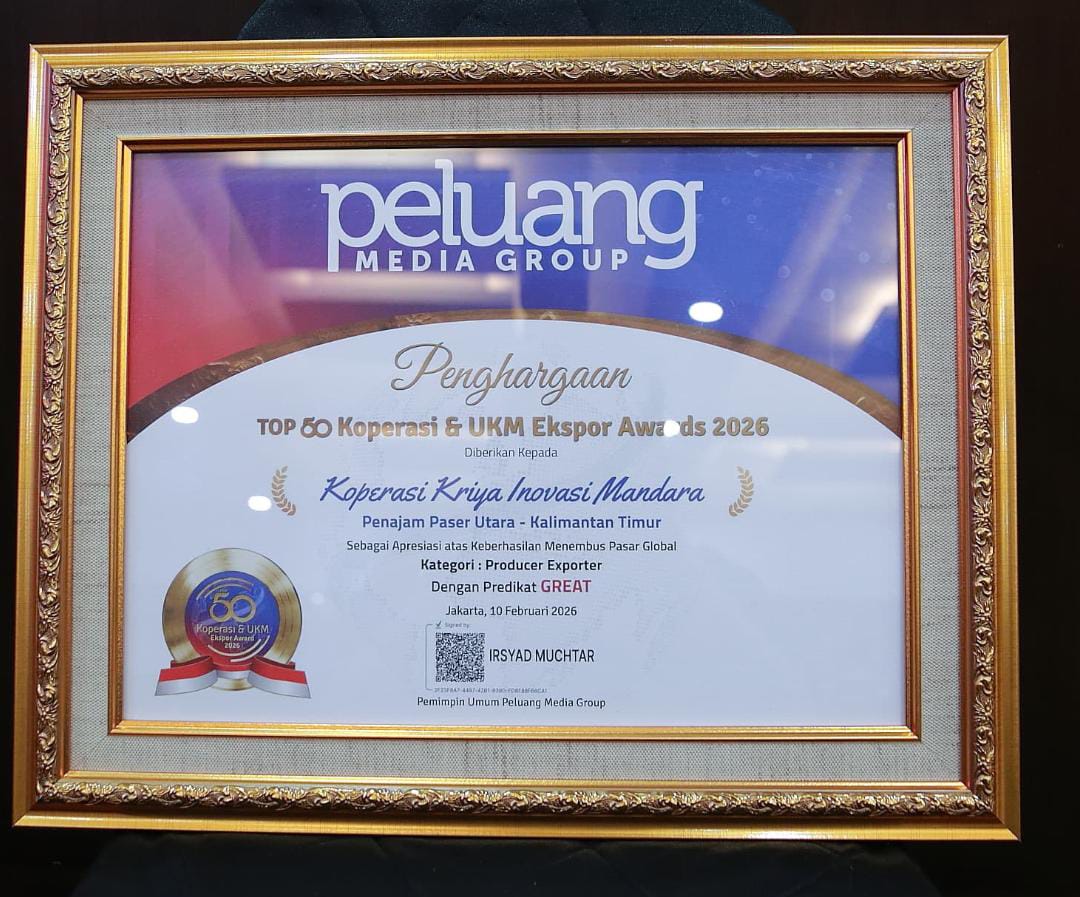 peluang
MEDIA GROUP
Penghargaan
TOP 50 Koperasi & UKM Ekspor Awards 2026
Diberikan Kepada
Koperasi Kriya Inovasi Mandara
Penajam Paser Utara - Kalimantan Timur
Sebagai Apresiasi atas Keberhasilan Menembus Pasar Global
Kategori : Producer Exporter
Dengan Predikat GREAT
Jakarta, 10 Februari 2026
Signed by:
IRSYAD MUCHTAR
Pemimpin Umum Peluang Media Group
TOP
50
Koperasi & UKM
Ekspor Award
2026